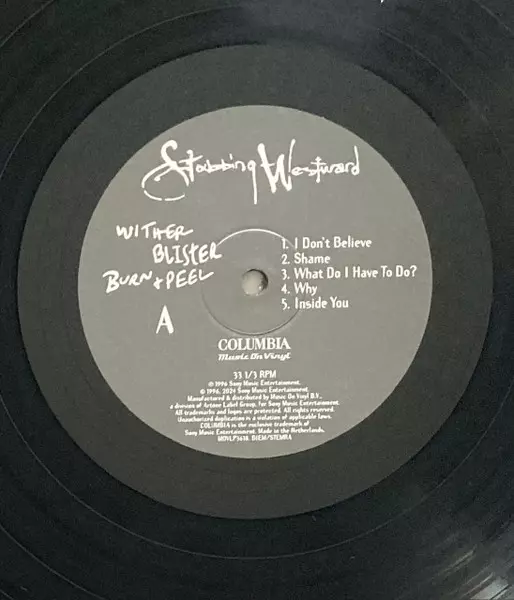 Stabbing Westward
WITHER
BLISTER
BURN + PEEL
A
1. I Don't Believe
2. Shame
3. What Do I Have To Do?
4. Why
5. Inside You
COLUMBIA
Music On Vinyl
33 1/3 RPM
℗ 1996 Sony Music Entertainment.
© 1996, 2024 Sony Music Entertainment.
Manufactured & distributed by Music On Vinyl B.V.,
a division of Artone Label Group, for Sony Music Entertainment.
All trademarks and logos are protected. All rights reserved.
Unauthorized duplication is a violation of applicable laws.
COLUMBIA is the exclusive trademark of
Sony Music Entertainment. Made in the Netherlands.
MOVLP3618. BIEM/STEMRA